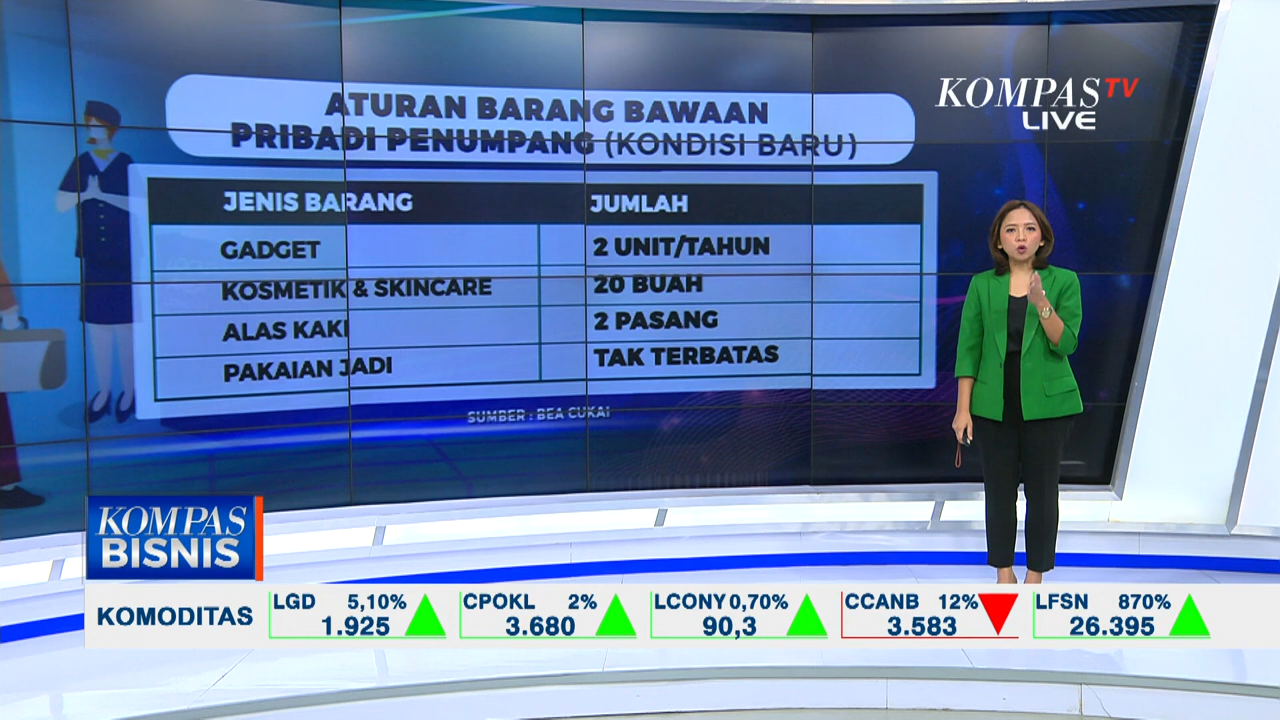 KOMPAS TV
LIVE
ATURAN BARANG BAWAAN
PRIBADI PENUMPANG (KONDISI BARU)
JENIS BARANG JUMLAH
GADGET 2 UNIT/TAHUN
KOSMETIK & SKINCARE 20 BUAH
ALAS KAKI 2 PASANG
PAKAIAN JADI TAK TERBATAS
SUMBER : BEA CUKAI
KOMPAS
BISNIS
KOMODITAS
LGD 5,10%
1.925
CPOKL 2%
3.680
LCONY 0,70%
90,3
CCANB 12%
3.583
LFSN 870%
26.395